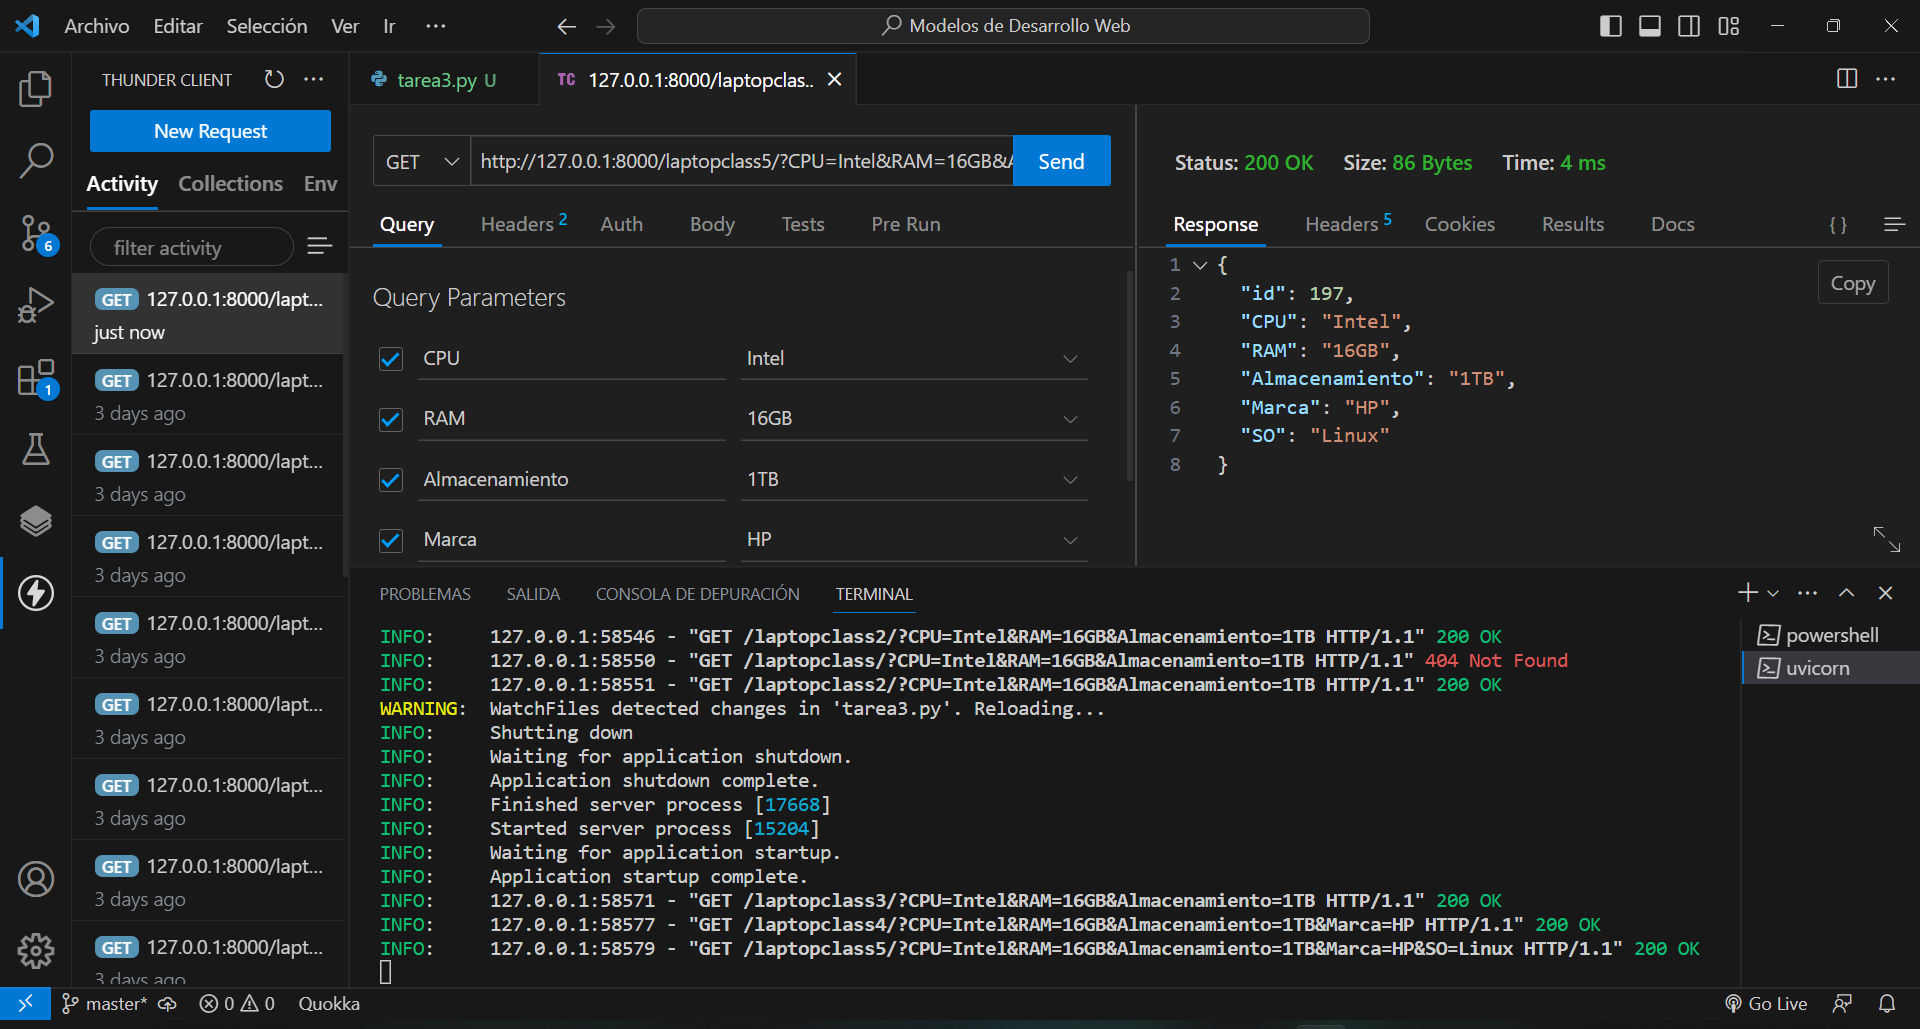 Archivo Editar Selección Ver Ir ··· Modelos de Desarrollo Web
THUNDER CLIENT ···
New Request
Activity Collections Env
filter activity
GET 127.0.0.1:8000/lapt...
just now
GET 127.0.0.1:8000/lapt...
3 days ago
GET 127.0.0.1:8000/lapt...
3 days ago
GET 127.0.0.1:8000/lapt...
3 days ago
GET 127.0.0.1:8000/lapt...
3 days ago
GET 127.0.0.1:8000/lapt...
3 days ago
GET 127.0.0.1:8000/lapt...
3 days ago
GET 127.0.0.1:8000/lapt...
3 days ago
GET 127.0.0.1:8000/lapt...
3 days ago
6
1
tarea3.py U
TC 127.0.0.1:8000/laptopclas..
GET http://127.0.0.1:8000/laptopclass5/?CPU=Intel&RAM=16GB&A Send
Query Headers 2 Auth Body Tests Pre Run
Query Parameters
CPU Intel
RAM 16GB
Almacenamiento 1TB
Marca HP
Status: 200 OK Size: 86 Bytes Time: 4 ms
Response Headers 5 Cookies Results Docs { }
Copy
1 {
2 "id": 197,
3 "CPU": "Intel",
4 "RAM": "16GB",
5 "Almacenamiento": "1TB",
6 "Marca": "HP",
7 "SO": "Linux"
8 }
PROBLEMAS SALIDA CONSOLA DE DEPURACIÓN TERMINAL
INFO: 127.0.0.1:58546 - "GET /laptopclass2/?CPU=Intel&RAM=16GB&Almacenamiento=1TB HTTP/1.1" 200 OK
INFO: 127.0.0.1:58550 - "GET /laptopclass/?CPU=Intel&RAM=16GB&Almacenamiento=1TB HTTP/1.1" 404 Not Found
INFO: 127.0.0.1:58551 - "GET /laptopclass2/?CPU=Intel&RAM=16GB&Almacenamiento=1TB HTTP/1.1" 200 OK
WARNING: WatchFiles detected changes in 'tarea3.py'. Reloading...
INFO: Shutting down
INFO: Waiting for application shutdown.
INFO: Application shutdown complete.
INFO: Finished server process [17668]
INFO: Started server process [15204]
INFO: Waiting for application startup.
INFO: Application startup complete.
INFO: 127.0.0.1:58571 - "GET /laptopclass3/?CPU=Intel&RAM=16GB&Almacenamiento=1TB HTTP/1.1" 200 OK
INFO: 127.0.0.1:58577 - "GET /laptopclass4/?CPU=Intel&RAM=16GB&Almacenamiento=1TB&Marca=HP HTTP/1.1" 200 OK
INFO: 127.0.0.1:58579 - "GET /laptopclass5/?CPU=Intel&RAM=16GB&Almacenamiento=1TB&Marca=HP&SO=Linux HTTP/1.1" 200 OK
powershell
uvicorn
master* 0 0 Quokka Go Live